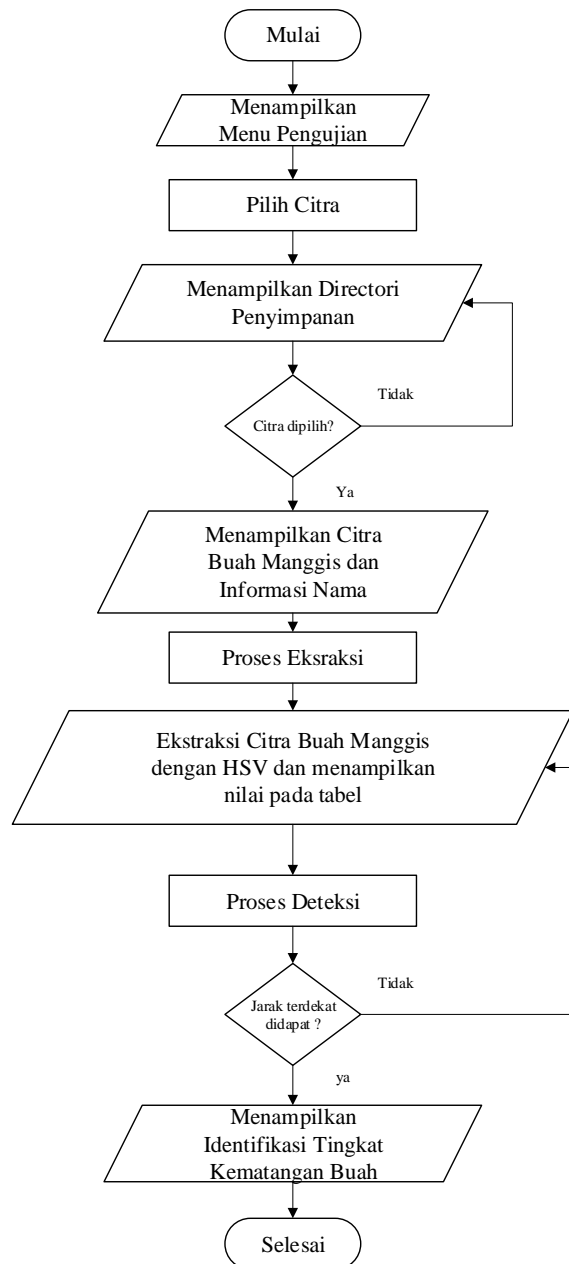 Mulai
Menampilkan
Menu Pengujian
Pilih Citra
Menampilkan Directori
Penyimpanan
Tidak
Citra dipilih?
Ya
Menampilkan Citra
Buah Manggis dan
Informasi Nama
Proses Eksraksi
Ekstraksi Citra Buah Manggis
dengan HSV dan menampilkan
nilai pada tabel
Proses Deteksi
Tidak
Jarak terdekat
didapat ?
ya
Menampilkan
Identifikasi Tingkat
Kematangan Buah
Selesai